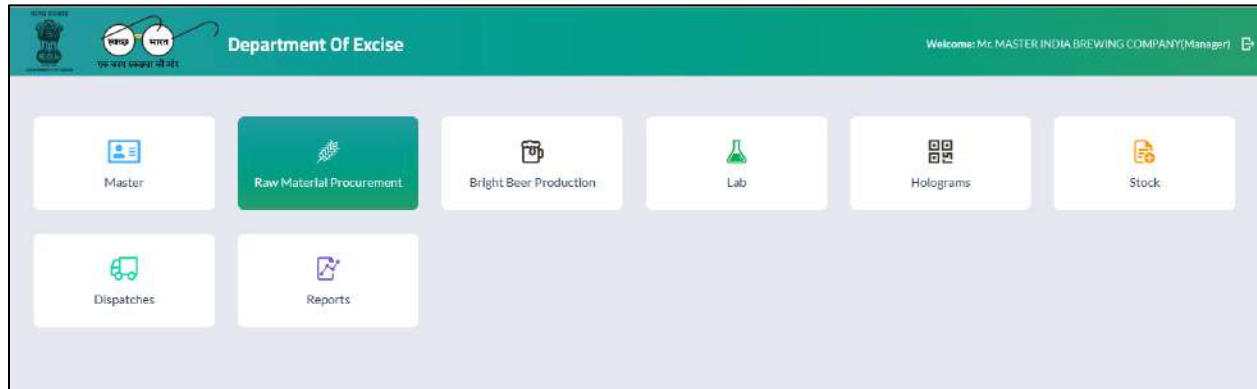 स्वच्छ भारत
एक कदम स्वच्छता की ओर
Department Of Excise
Welcome: Mr. MASTER INDIA BREWING COMPANY(Manager)
Master
Raw Material Procurement
Bright Beer Production
Lab
Holograms
Stock
Dispatches
Reports